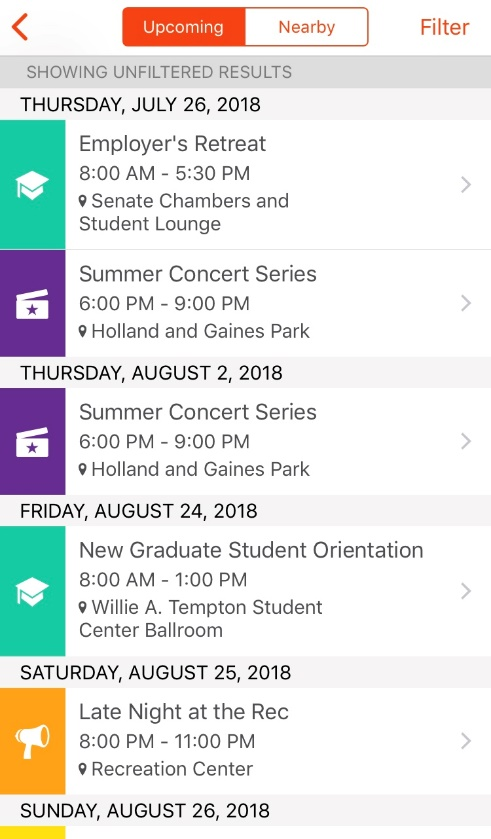 Upcoming
Nearby
Filter
SHOWING UNFILTERED RESULTS
THURSDAY, JULY 26, 2018
Employer's Retreat
8:00 AM - 5:30 PM
Senate Chambers and
Student Lounge
Summer Concert Series
6:00 PM - 9:00 PM
Holland and Gaines Park
THURSDAY, AUGUST 2, 2018
Summer Concert Series
6:00 PM - 9:00 PM
Holland and Gaines Park
FRIDAY, AUGUST 24, 2018
New Graduate Student Orientation
8:00 AM - 1:00 PM
Willie A. Tempton Student
Center Ballroom
SATURDAY, AUGUST 25, 2018
Late Night at the Rec
8:00 PM - 11:00 PM
Recreation Center
SUNDAY, AUGUST 26, 2018